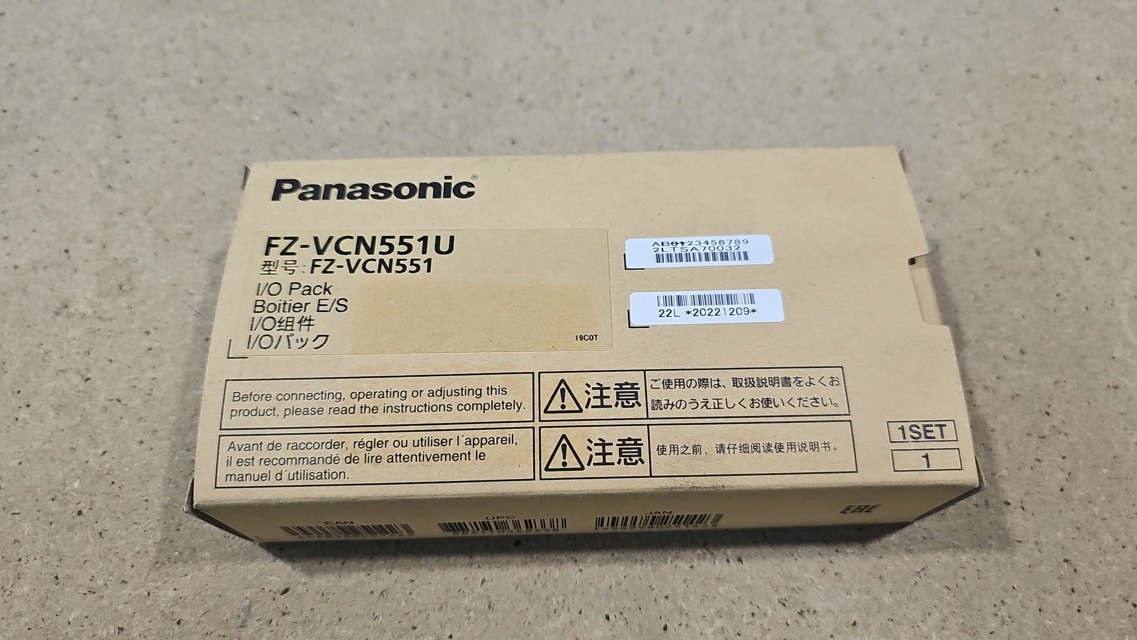 Panasonic®
FZ-VCN551U
型号: FZ-VCN551
I/O Pack
Boitier E/S
I/O组件
I/Oパック
19C0T
AB0123456789
2LTSA70032
22L *20221209*
Before connecting, operating or adjusting this
product, please read the instructions completely.
注意
ご使用の際は、取扱説明書をよくお
読みのうえ正しくお使いください。
Avant de raccorder, régler ou utiliser l´appareil,
il est recommandé de lire attentivement le
manuel d´utilisation.
注意
使用之前，请仔细阅读使用说明书。
1SET
1
EAN
UPC
JAN
EAC